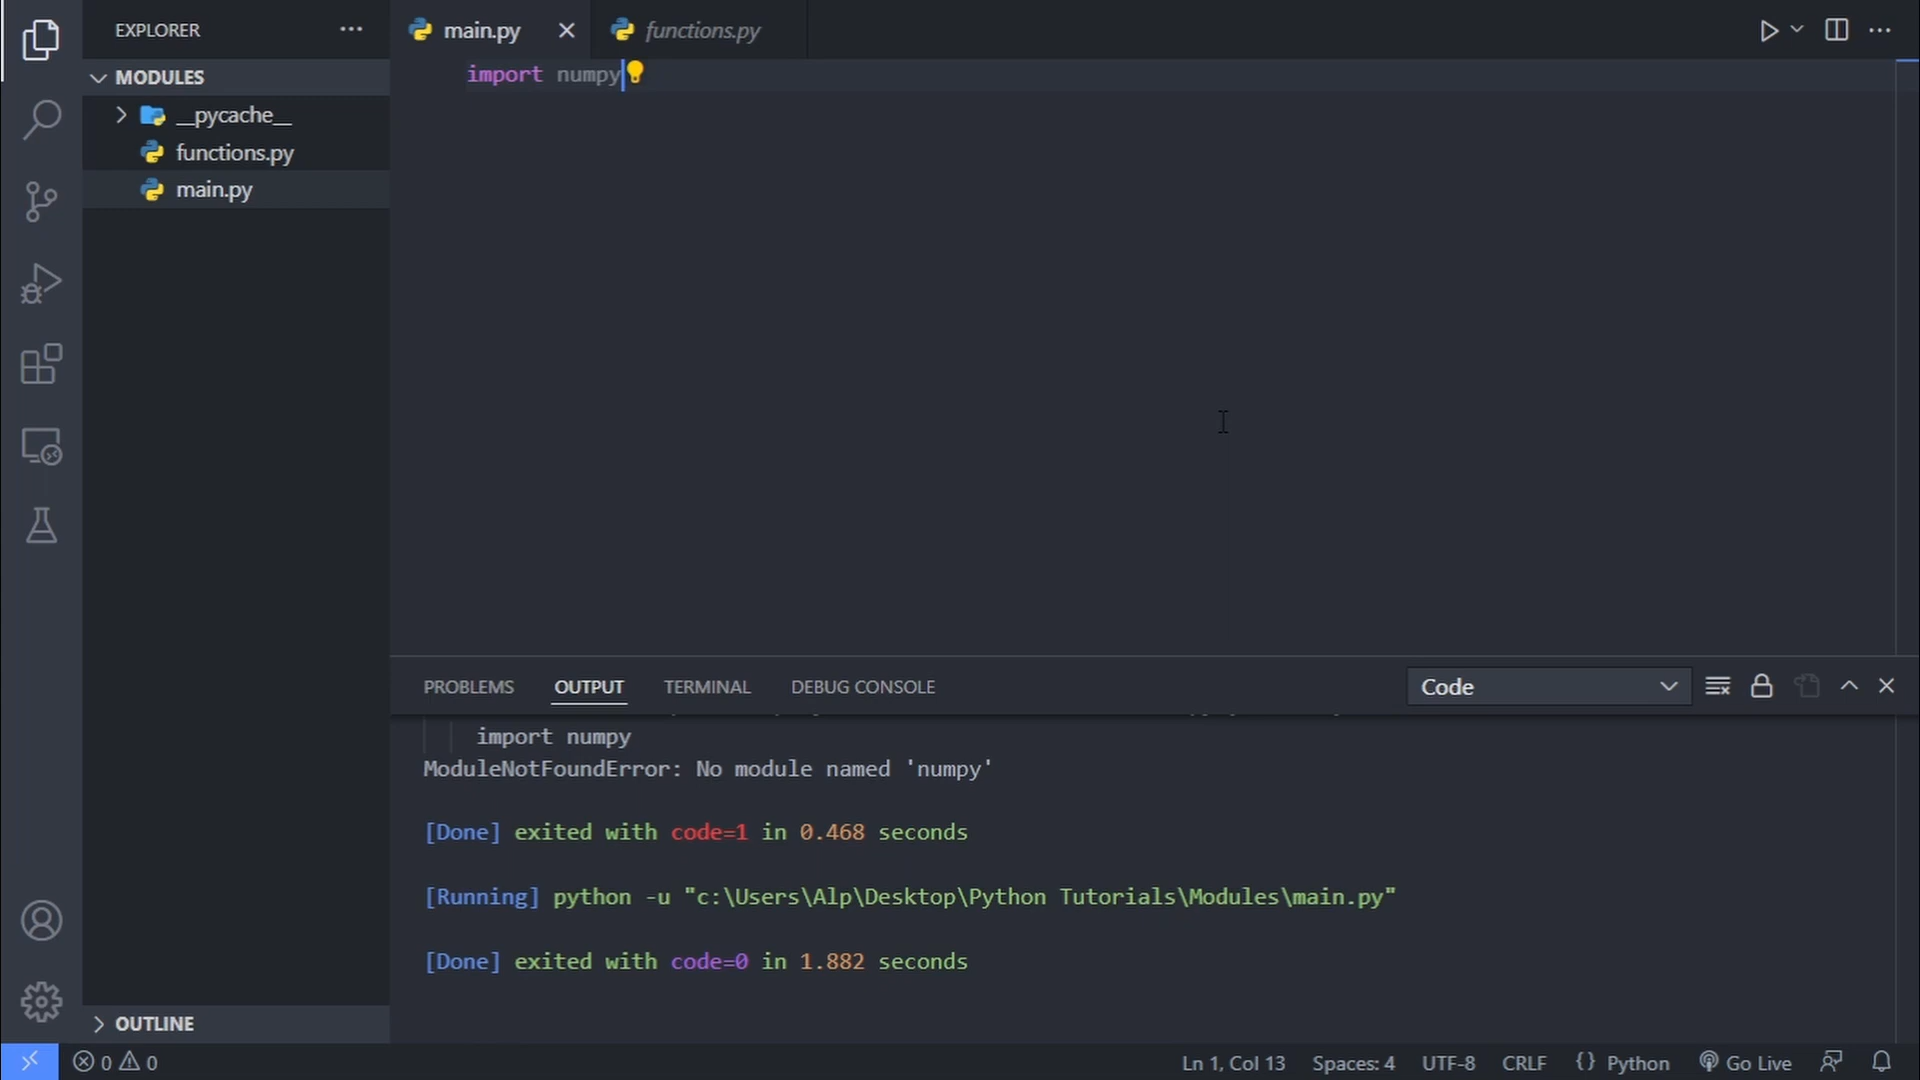 EXPLORER
MODULES
__pycache__
functions.py
main.py
OUTLINE
main.py
functions.py
import numpy
PROBLEMS
OUTPUT
TERMINAL
DEBUG CONSOLE
Code
import numpy
ModuleNotFoundError: No module named 'numpy'
[Done] exited with code=1 in 0.468 seconds
[Running] python -u "c:\Users\Alp\Desktop\Python Tutorials\Modules\main.py"
[Done] exited with code=0 in 1.882 seconds
0 0
Ln 1, Col 13
Spaces: 4
UTF-8
CRLF
{} Python
Go Live